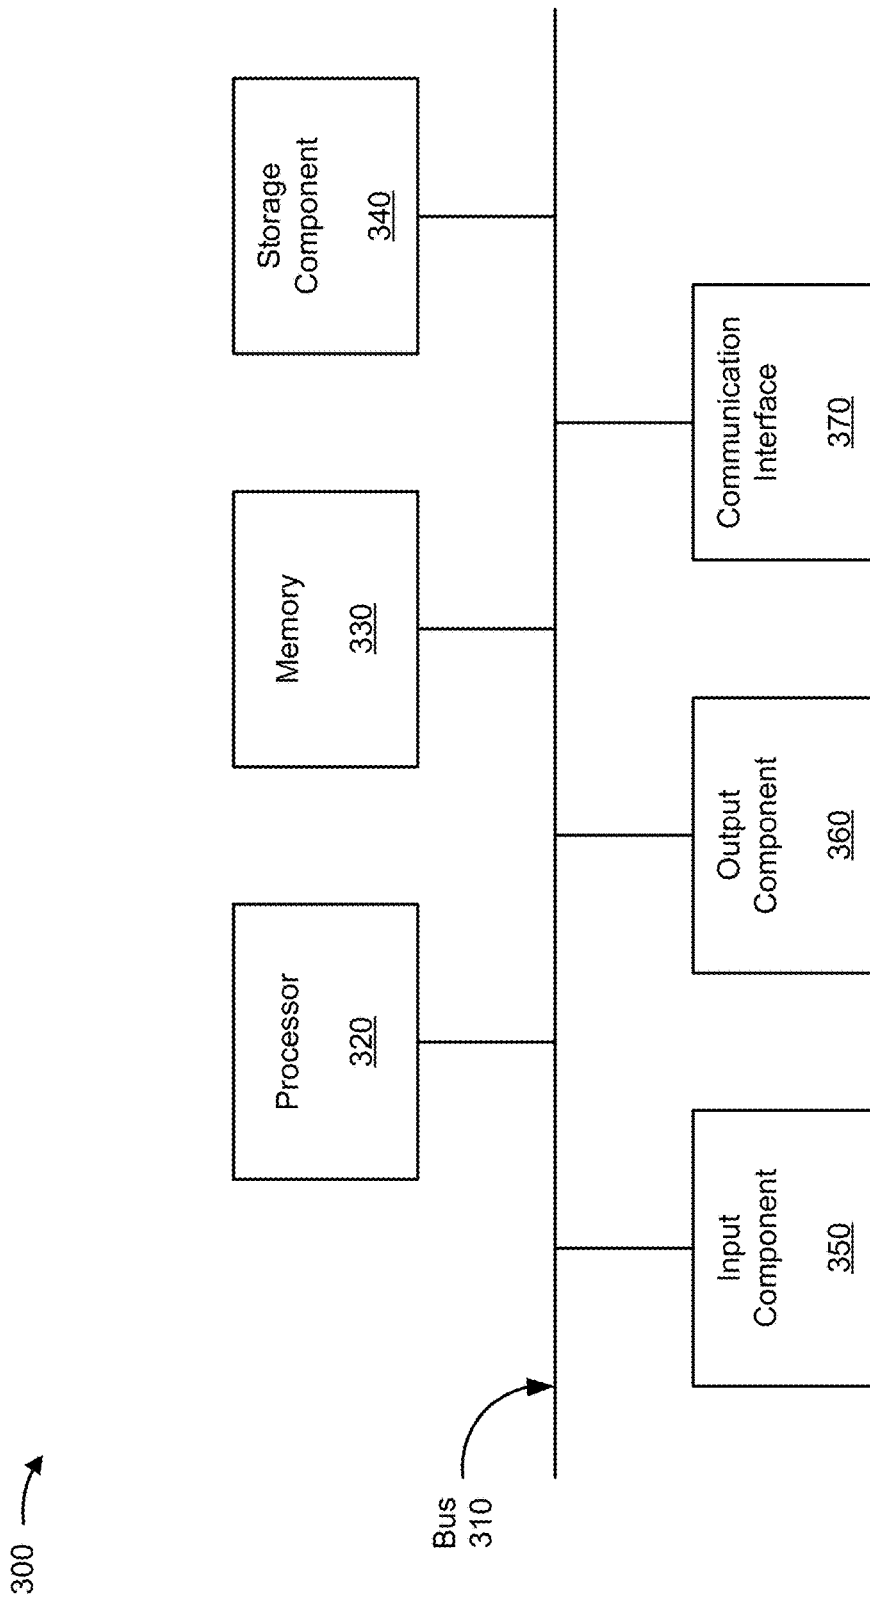 300
Bus
310
Processor
320
Memory
330
Storage
Component
340
Input
Component
350
Output
Component
360
Communication
Interface
370